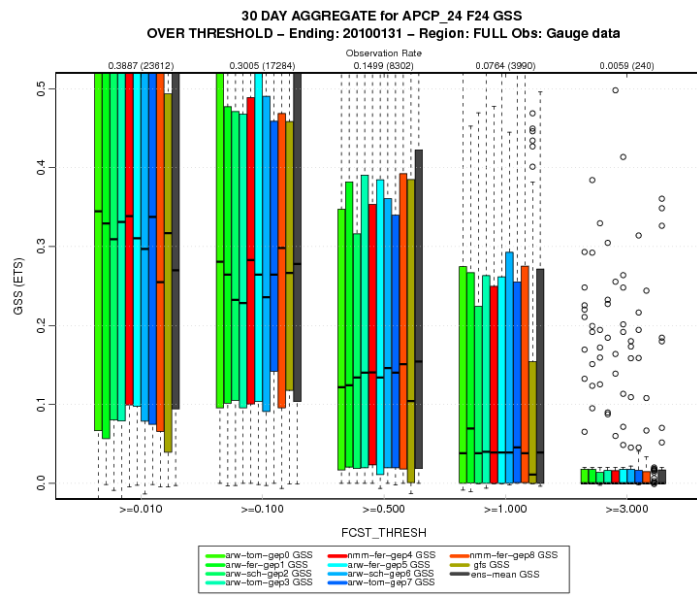 30 DAY AGGREGATE for APCP_24 F24 GSS
OVER THRESHOLD – Ending: 20100131 – Region: FULL Obs: Gauge data
Observation Rate
0.3887 (23612) 0.3005 (17284) 0.1499 (8302) 0.0764 (3990) 0.0059 (240)
0.5
0.4
0.3
0.2
0.1
0.0
GSS (ETS)
>=0.010 >=0.100 >=0.500 >=1.000 >=3.000
FCST_THRESH
arw-tom-gep0 GSS nmm-fer-gep4 GSS nmm-fer-gep8 GSS
arw-fer-gep1 GSS arw-fer-gep5 GSS gfs GSS
arw-sch-gep2 GSS arw-sch-gep6 GSS ens-mean GSS
arw-tom-gep3 GSS arw-tom-gep7 GSS